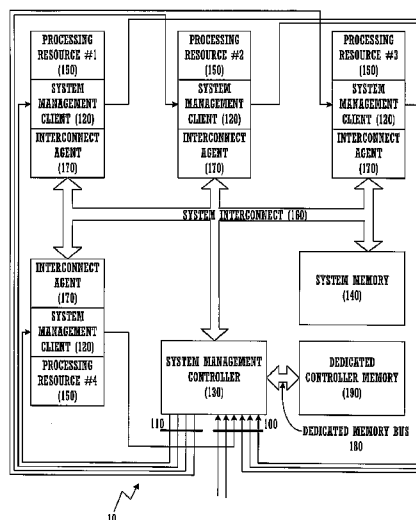 PROCESSING
RESOURCE #1
(150)
SYSTEM
MANAGEMENT
CLIENT (120)
INTERCONNECT
AGENT
(170)
PROCESSING
RESOURCE #2
(150)
SYSTEM
MANAGEMENT
CLIENT (120)
INTERCONNECT
AGENT
(170)
PROCESSING
RESOURCE #3
(150)
SYSTEM
MANAGEMENT
CLIENT (120)
INTERCONNECT
AGENT
(170)
SYSTEM INTERCONNECT (160)
INTERCONNECT
AGENT
(170)
SYSTEM
MANAGEMENT
CLIENT (120)
PROCESSING
RESOURCE #4
(150)
SYSTEM MEMORY
(140)
SYSTEM MANAGEMENT
CONTROLLER
(130)
DEDICATED
CONTROLLER MEMORY
(190)
110
100
DEDICATED MEMORY BUS
180
10